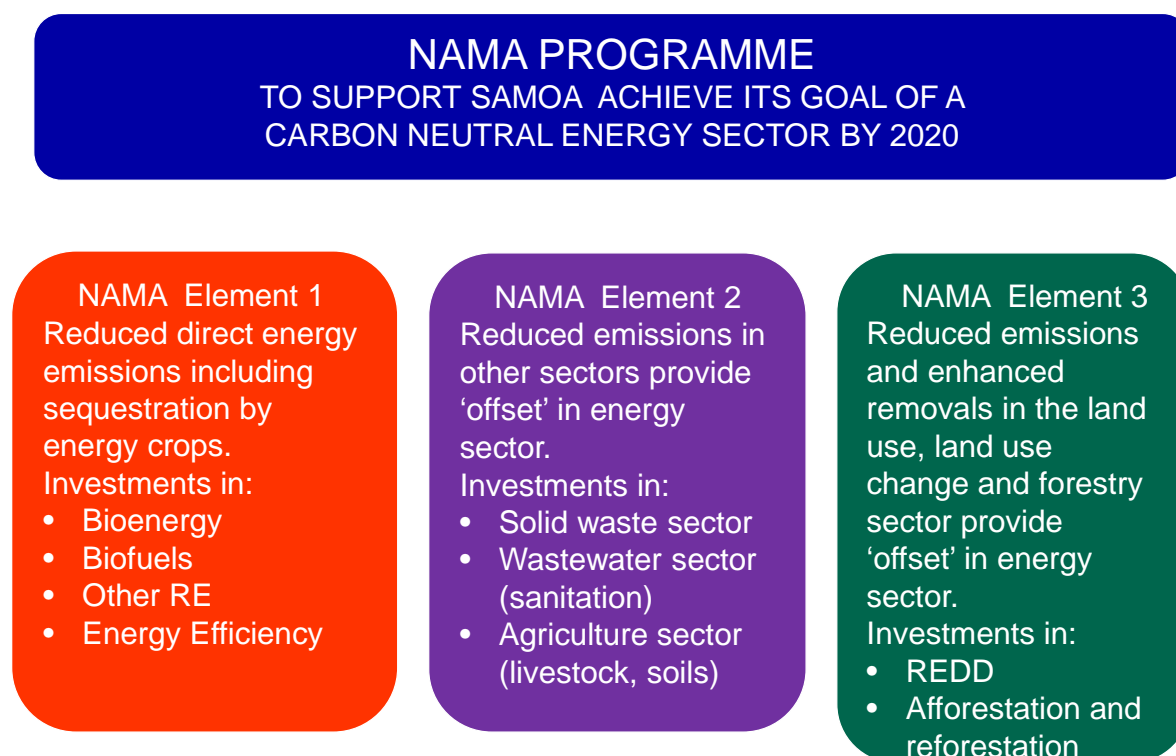 NAMA PROGRAMME
TO SUPPORT SAMOA ACHIEVE ITS GOAL OF A
CARBON NEUTRAL ENERGY SECTOR BY 2020
NAMA Element 1
Reduced direct energy
emissions including
sequestration by
energy crops.
Investments in:
• Bioenergy
• Biofuels
• Other RE
• Energy Efficiency
NAMA Element 2
Reduced emissions in
other sectors provide
‘offset’ in energy
sector.
Investments in:
• Solid waste sector
• Wastewater sector
(sanitation)
• Agriculture sector
(livestock, soils)
NAMA Element 3
Reduced emissions
and enhanced
removals in the land
use, land use
change and forestry
sector provide
‘offset’ in energy
sector.
Investments in:
• REDD
• Afforestation and
reforestation